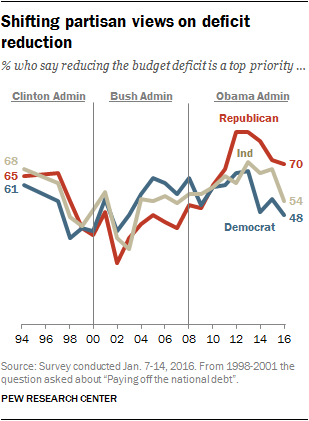 Shifting partisan views on deficit
reduction
% who say reducing the budget deficit is a top priority ...
Clinton Admin Bush Admin Obama Admin
Republican
Ind
68
65
61
70
54
48
Democrat
94 96 98 00 02 04 06 08 10 12 14 16
Source: Survey conducted Jan. 7-14, 2016. From 1998-2001 the
question asked about “Paying off the national debt”.
PEW RESEARCH CENTER